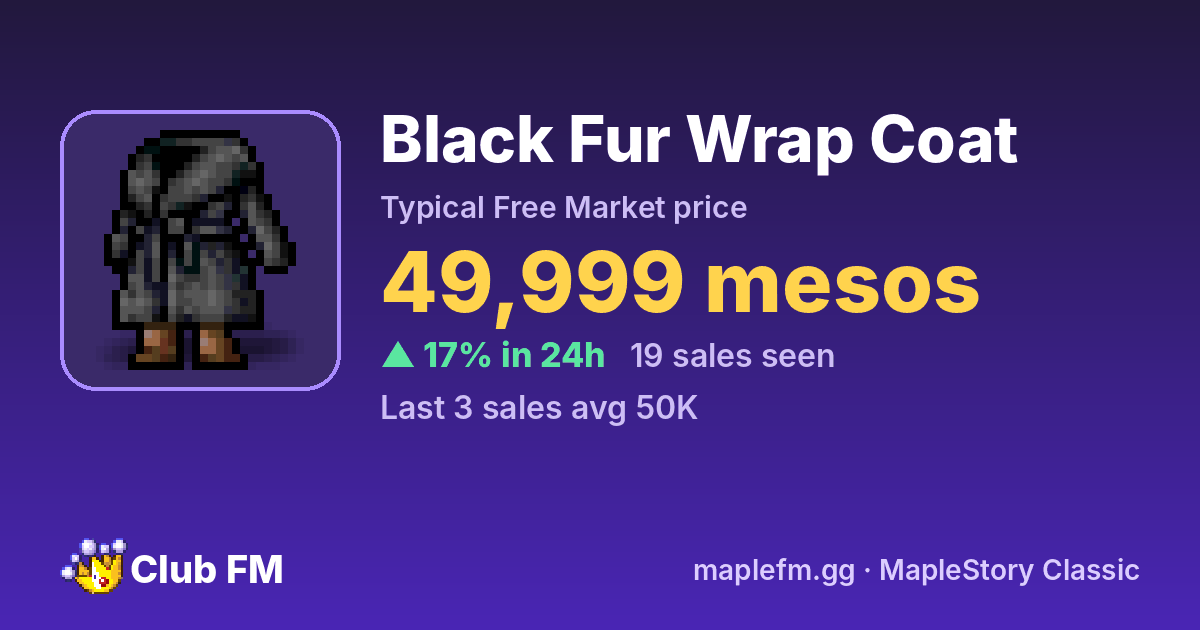 Black Fur Wrap Coat
Typical Free Market price
49,999 mesos
▲ 17% in 24h 19 sales seen
Last 3 sales avg 50K
Club FM
maplefm.gg · MapleStory Classic